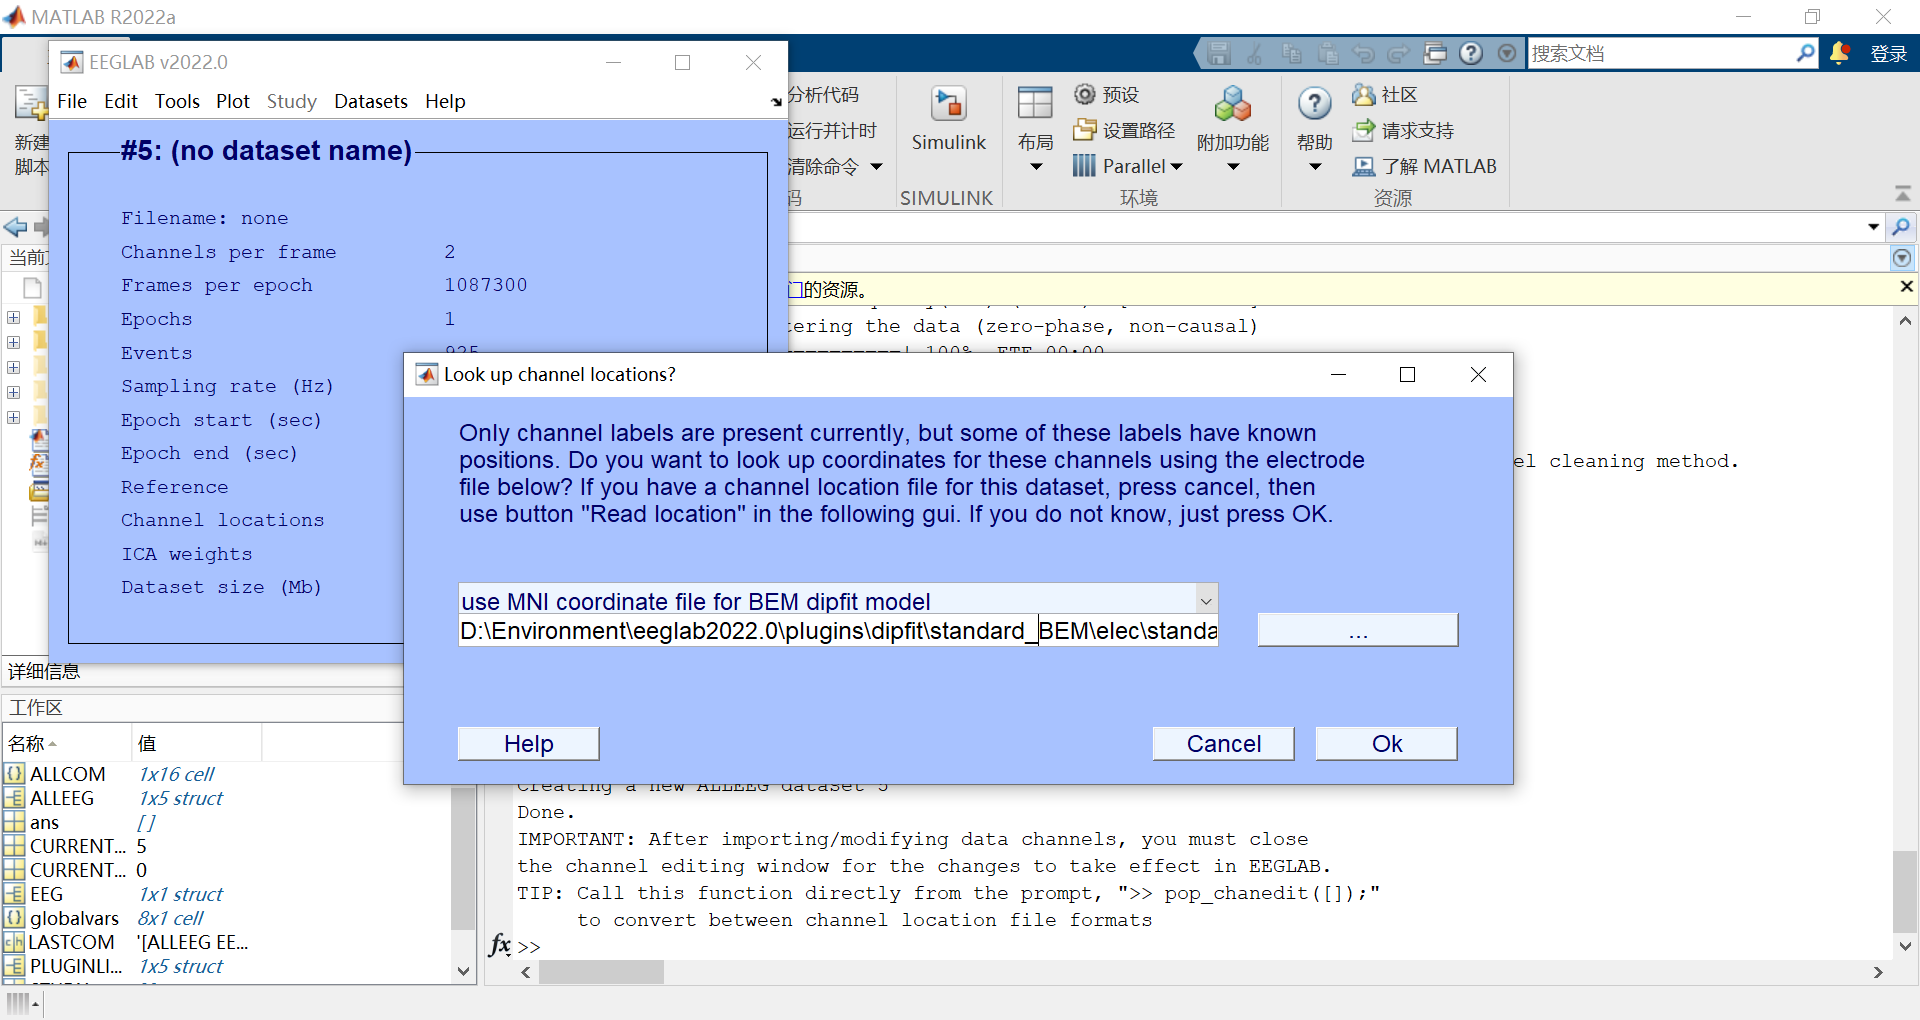 MATLAB R2022a
搜索文档
登录
EEGLAB v2022.0
File Edit Tools Plot Study Datasets Help
#5: (no dataset name)
Filename: none
Channels per frame 2
Frames per epoch 1087300
Epochs 1
Events 925
Sampling rate (Hz)
Epoch start (sec)
Epoch end (sec)
Reference
Channel locations
ICA weights
Dataset size (Mb)
新建
脚本
分析代码
运行并计时
清除命令
码
Simulink
SIMULINK
布局
预设
设置路径
Parallel
附加功能
环境
帮助
社区
请求支持
了解 MATLAB
资源
当前
门的资源。
tering the data (zero-phase, non-causal)
100% ETE 00:00
el cleaning method.
Look up channel locations?
Only channel labels are present currently, but some of these labels have known
positions. Do you want to look up coordinates for these channels using the electrode
file below? If you have a channel location file for this dataset, press cancel, then
use button "Read location" in the following gui. If you do not know, just press OK.
use MNI coordinate file for BEM dipfit model
D:\Environment\eeglab2022.0\plugins\dipfit\standard_BEM\elec\standa
...
Help
Cancel
Ok
详细信息
工作区
名称 值
ALLCOM 1x16 cell
ALLEEG 1x5 struct
ans []
CURRENT... 5
CURRENT... 0
EEG 1x1 struct
globalvars 8x1 cell
LASTCOM '[ALLEEG EE...
PLUGINLI... 1x5 struct
Creating a new ALLEEG dataset 5
Done.
IMPORTANT: After importing/modifying data channels, you must close
the channel editing window for the changes to take effect in EEGLAB.
TIP: Call this function directly from the prompt, ">> pop_chanedit([]);"
to convert between channel location file formats
fx >>